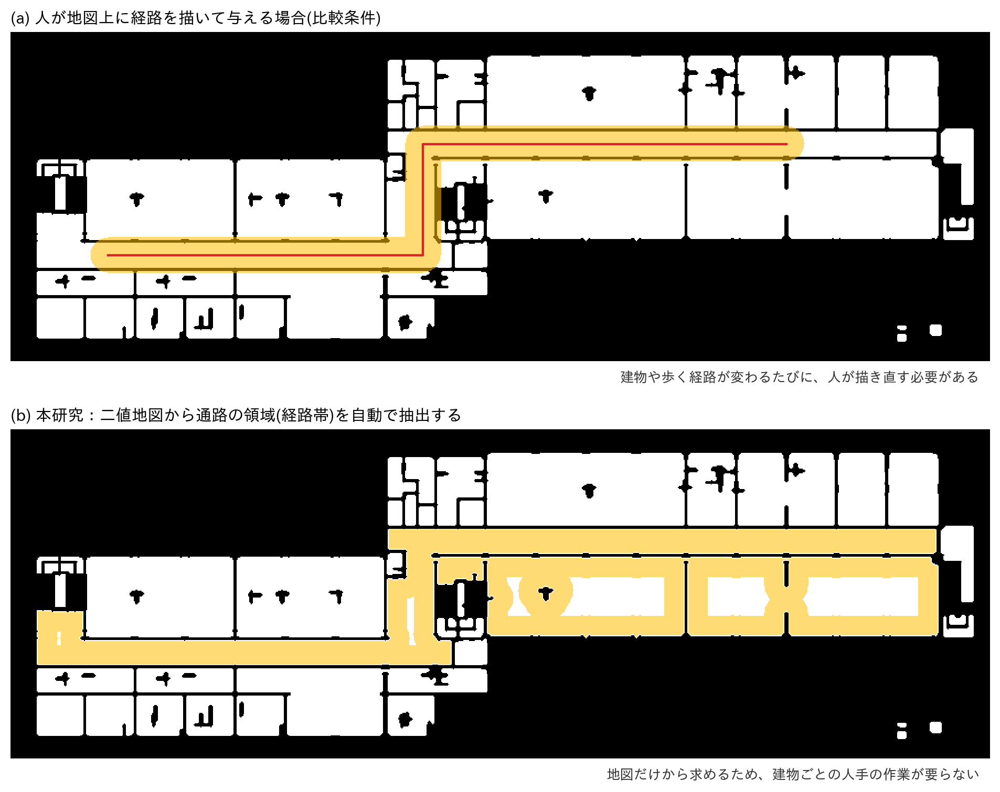 (a) 人が地図上に経路を描いて与える場合(比較条件)
建物や歩く経路が変わるたびに、人が描き直す必要がある
(b) 本研究：二値地図から通路の領域(経路帯)を自動で抽出する
地図だけから求めるため、建物ごとの人手の作業が要らない